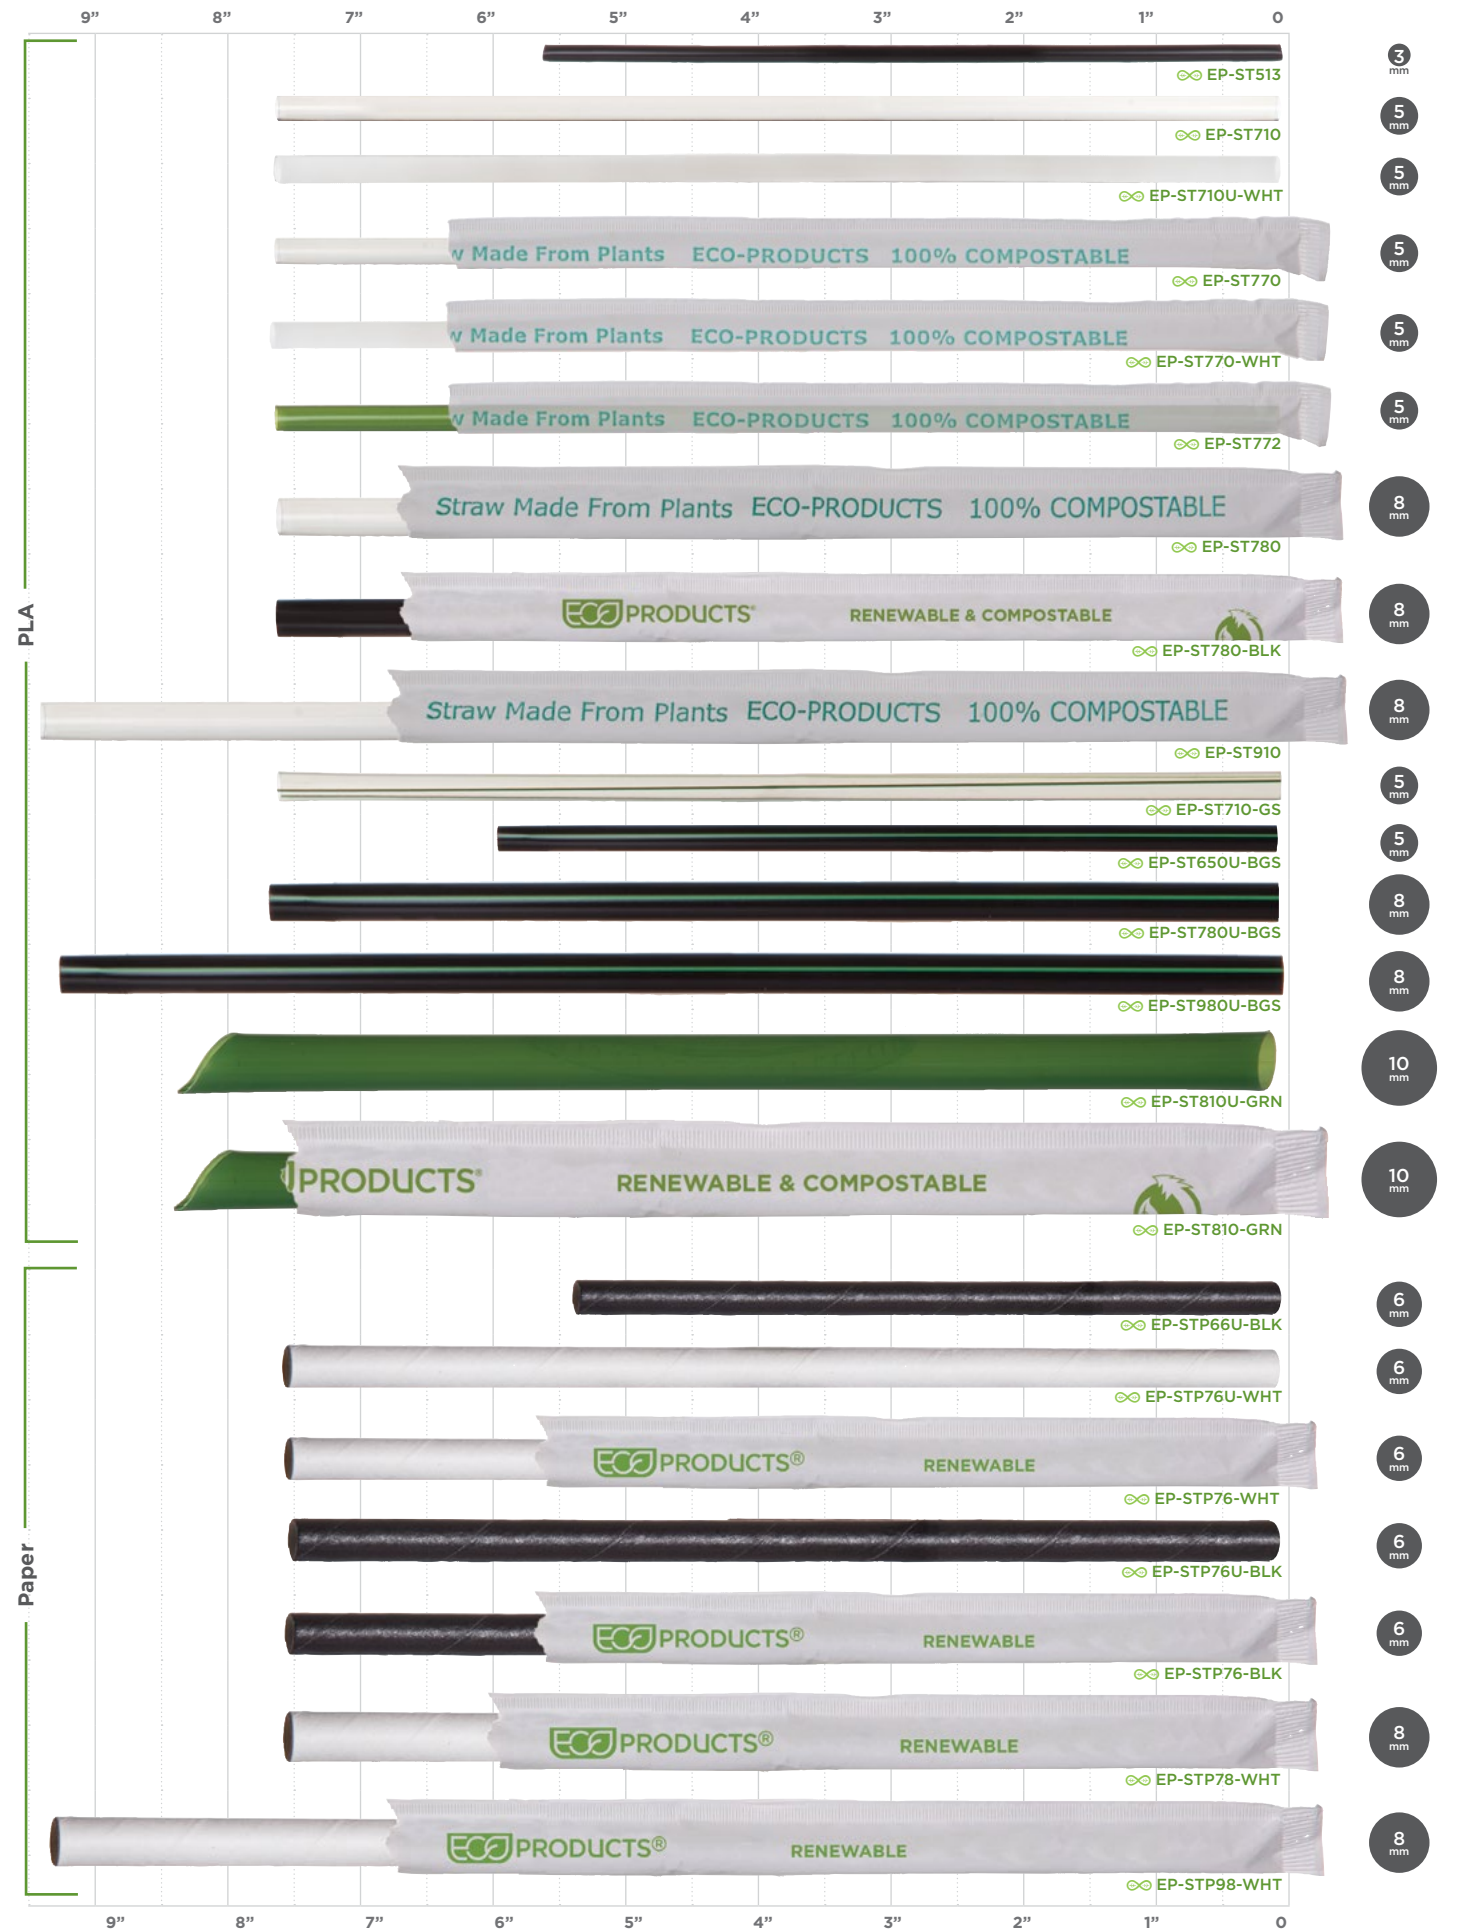 9” 8” 7” 6” 5” 4” 3” 2” 1” 0
PLA
3 mm
EP-ST513
5 mm
EP-ST710
5 mm
EP-ST710U-WHT
w Made From Plants ECO-PRODUCTS 100% COMPOSTABLE
5 mm
EP-ST770
w Made From Plants ECO-PRODUCTS 100% COMPOSTABLE
5 mm
EP-ST770-WHT
w Made From Plants ECO-PRODUCTS 100% COMPOSTABLE
5 mm
EP-ST772
Straw Made From Plants ECO-PRODUCTS 100% COMPOSTABLE
8 mm
EP-ST780
ECO PRODUCTS® RENEWABLE & COMPOSTABLE
8 mm
EP-ST780-BLK
Straw Made From Plants ECO-PRODUCTS 100% COMPOSTABLE
8 mm
EP-ST910
5 mm
EP-ST710-GS
5 mm
EP-ST650U-BGS
8 mm
EP-ST780U-BGS
8 mm
EP-ST980U-BGS
10 mm
EP-ST810U-GRN
PRODUCTS® RENEWABLE & COMPOSTABLE
10 mm
EP-ST810-GRN
Paper
6 mm
EP-STP66U-BLK
6 mm
EP-STP76U-WHT
ECO PRODUCTS® RENEWABLE
6 mm
EP-STP76-WHT
6 mm
EP-STP76U-BLK
ECO PRODUCTS® RENEWABLE
6 mm
EP-STP76-BLK
ECO PRODUCTS® RENEWABLE
8 mm
EP-STP78-WHT
ECO PRODUCTS® RENEWABLE
8 mm
EP-STP98-WHT
9” 8” 7” 6” 5” 4” 3” 2” 1” 0